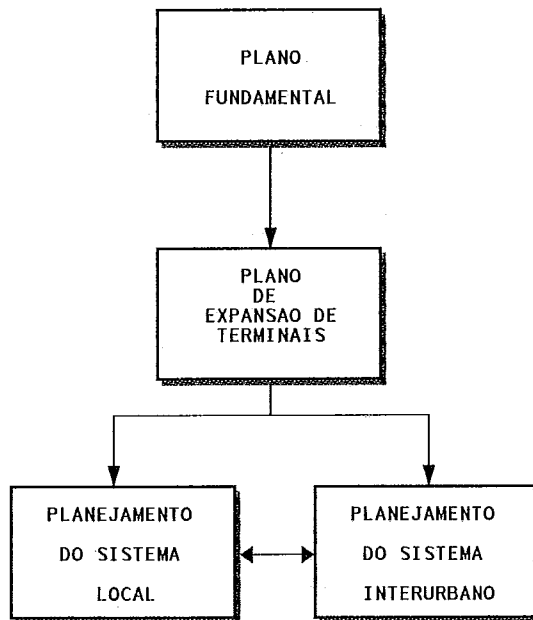 PLANO
FUNDAMENTAL
PLANO
DE
EXPANSAO DE
TERMINAIS
PLANEJAMENTO
DO SISTEMA
LOCAL
PLANEJAMENTO
DO SISTEMA
INTERURBANO